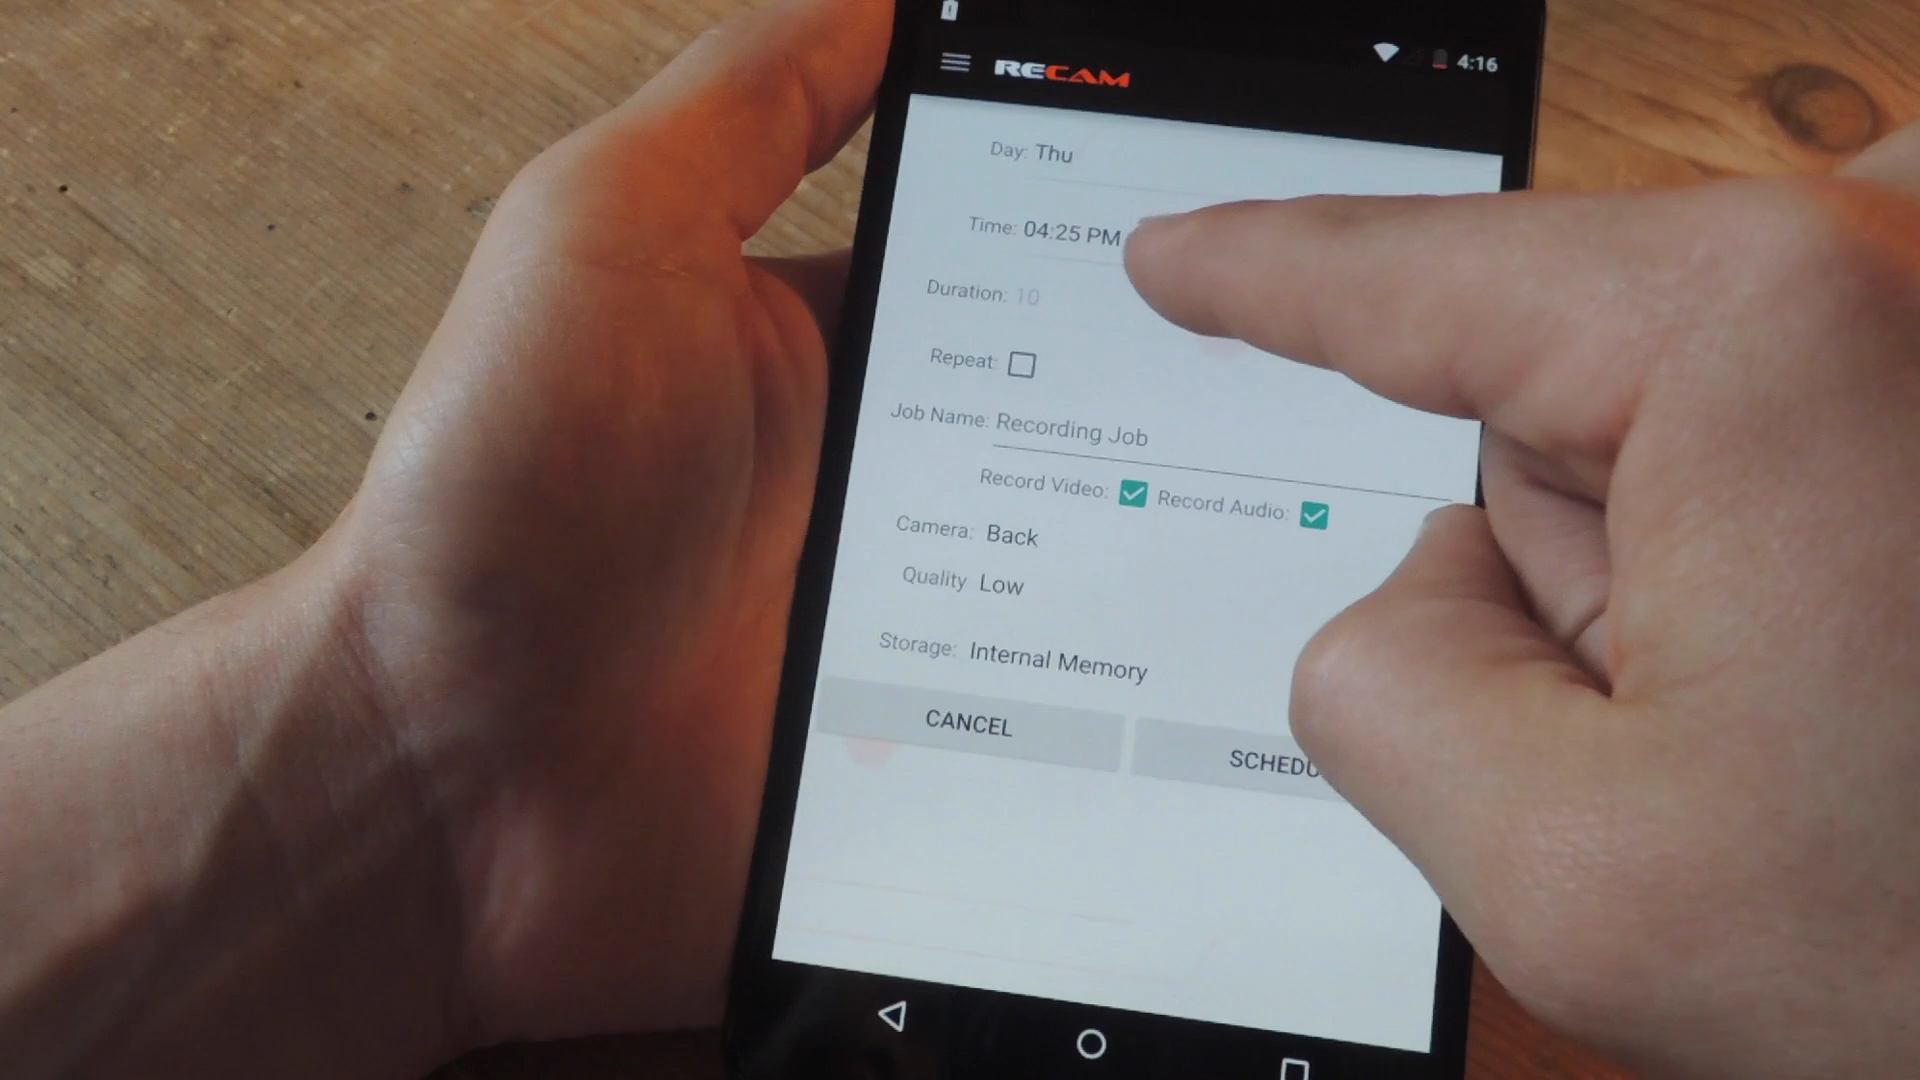 4:16
RECAM
Day: Thu
Time: 04:25 PM
Duration: 10
Repeat:
Job Name: Recording Job
Record Video: Record Audio:
Camera: Back
Quality Low
Storage: Internal Memory
CANCEL SCHEDU